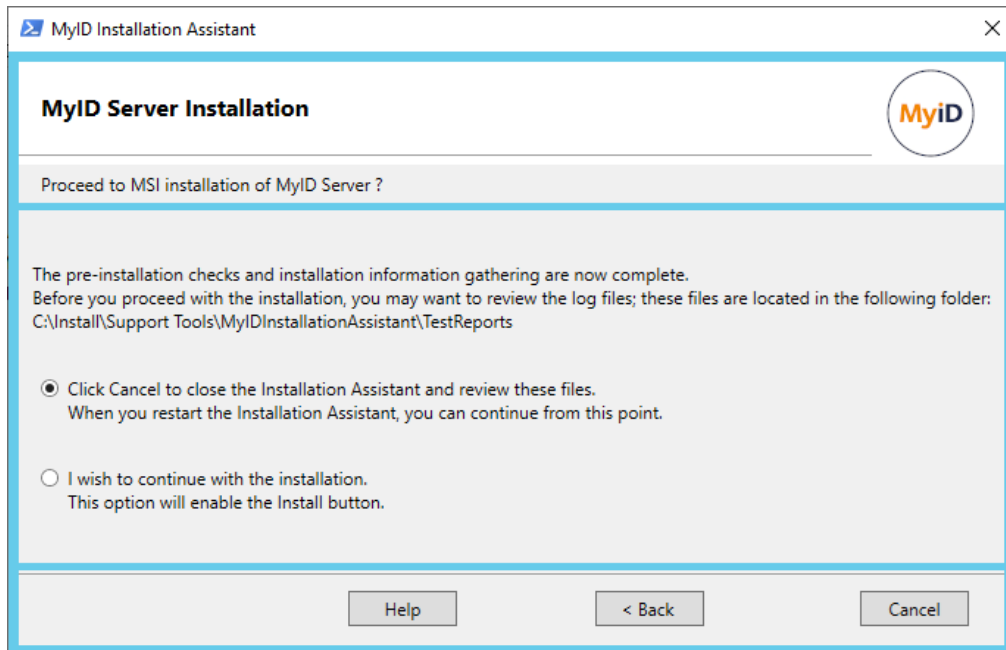 MyID Installation Assistant
MyID Server Installation
MyiD
Proceed to MSI installation of MyID Server ?
The pre-installation checks and installation information gathering are now complete.
Before you proceed with the installation, you may want to review the log files; these files are located in the following folder:
C:\Install\Support Tools\MyIDInstallationAssistant\TestReports
Click Cancel to close the Installation Assistant and review these files.
When you restart the Installation Assistant, you can continue from this point.
I wish to continue with the installation.
This option will enable the Install button.
Help
< Back
Cancel